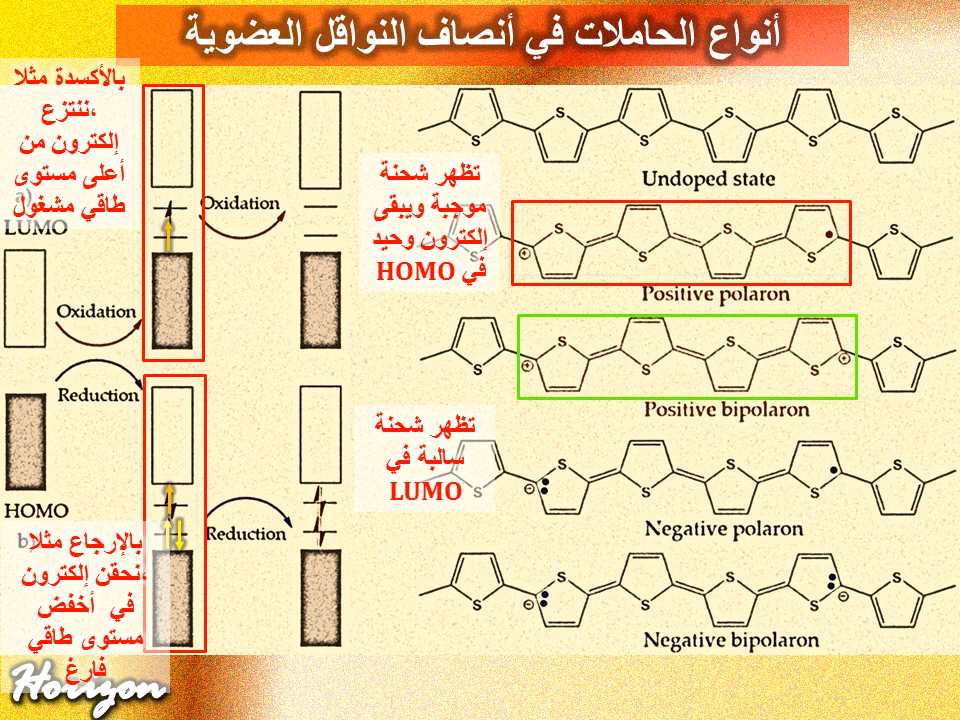 أنواع الحاملات في أنصاف النواقل العضوية
بالأكسدة مثلا
،ننتزع
إلكترون من
أعلى مستوى
طاقي مشغول
a)
LUMO
Oxidation
Oxidation
Reduction
HOMO
Reduction
b)
بالإرجاع مثلا
،نحقن إلكترون
في أخفض
مستوى طاقي
فارغ
تظهر شحنة
موجبة ويبقى
إلكترون وحيد
في HOMO
تظهر شحنة
سالبة في
LUMO
S S S S S S
Undoped state
S S S S S S
Positive polaron
S S S S S S
Positive bipolaron
S S S S S S
Negative polaron
S S S S S S
Negative bipolaron
Horizon